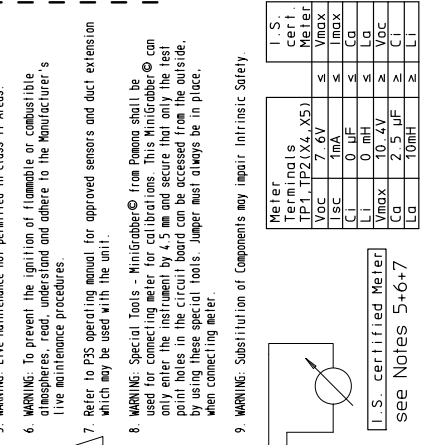 5. WARNING: Live maintenance not permitted in Class II Areas.
6. WARNING: To prevent the ignition of flammable or combustible
atmospheres, read, understand and adhere to the Manufacturer's
live maintenance procedures.
7. Refer to P3S operating manual for approved sensors and duct extension
which may be used with the unit.
8. WARNING: Special Tools - MiniGrabber© from Pomona shall be
used for connecting meter for calibrations. This MiniGrabber© can
only enter the instrument by 4.5 mm and secure that only the test
point holes in the circuit board can be accessed from the outside,
by using these special tools. Jumper must always be in place,
when connecting meter.
9. WARNING: Substitution of Components may impair Intrinsic Safety.
I.S. certified Meter
see Notes 5+6+7
Meter Terminals TP1,TP2(X4,X5) I.S. cert. Meter
Voc 7.6V ≤ Vmax
Isc 1mA ≤ Imax
Ci 0 µF ≤ Ca
Li 0 mH ≤ La
Vmax 10.4V ≥ Voc
Ca 2.5 µF ≥ Ci
La 10mH ≥ Li